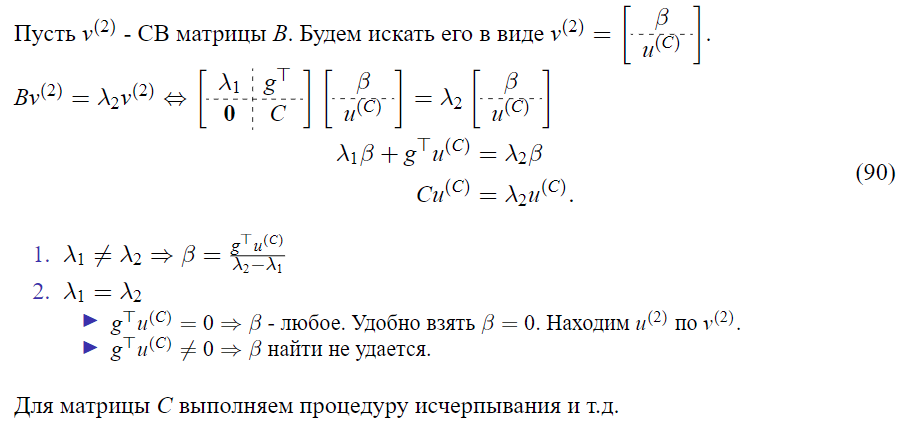 Пусть v⁽²⁾ - СВ матрицы B. Будем искать его в виде v⁽²⁾ = [ β ; u⁽ᶜ⁾ ].
Bv⁽²⁾ = λ₂v⁽²⁾ ⇔ [ λ₁ g⊤ ; 0 C ] [ β ; u⁽ᶜ⁾ ] = λ₂ [ β ; u⁽ᶜ⁾ ]
λ₁β + g⊤u⁽ᶜ⁾ = λ₂β
Cu⁽ᶜ⁾ = λ₂u⁽ᶜ⁾.
(90)
1. λ₁ ≠ λ₂ ⇒ β = g⊤u⁽ᶜ⁾ / λ₂−λ₁
2. λ₁ = λ₂
▶ g⊤u⁽ᶜ⁾ = 0 ⇒ β - любое. Удобно взять β = 0. Находим u⁽²⁾ по v⁽²⁾.
▶ g⊤u⁽ᶜ⁾ ≠ 0 ⇒ β найти не удается.
Для матрицы C выполняем процедуру исчерпывания и т.д.